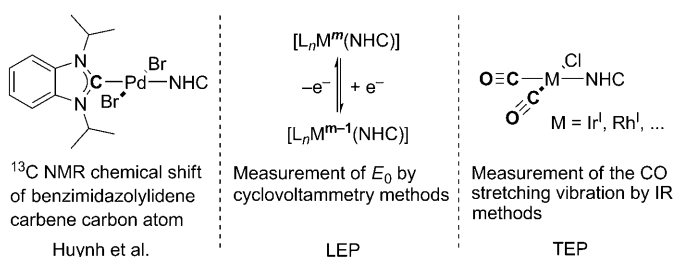 N
N
C
Pd
Br
Br
NHC
[LₙMᵐ(NHC)]
–e⁻
+ e⁻
[LₙMᵐ⁻¹(NHC)]
O≡C
M
Cl
NHC
C
O
M = Irᴵ, Rhᴵ, ...
¹³C NMR chemical shift
of benzimidazolylidene
carbene carbon atom
Huynh et al.
Measurement of E₀ by
cyclovoltammetry methods
LEP
Measurement of the CO
stretching vibration by IR
methods
TEP